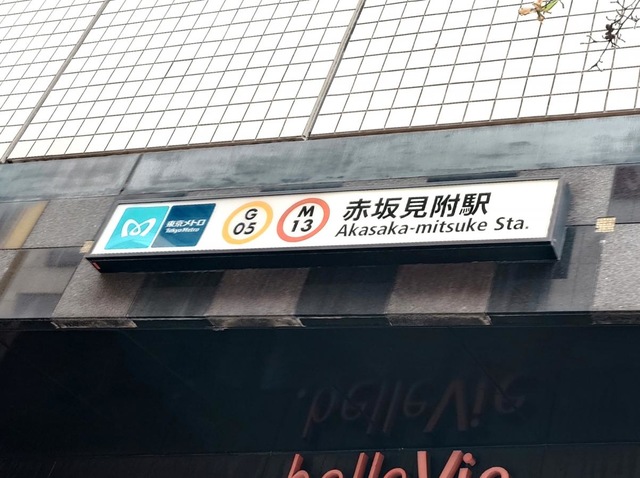 東京メトロ
Tokyo Metro
G
05
M
13
赤坂見附駅
Akasaka-mitsuke Sta.
belleVie.
belleVie